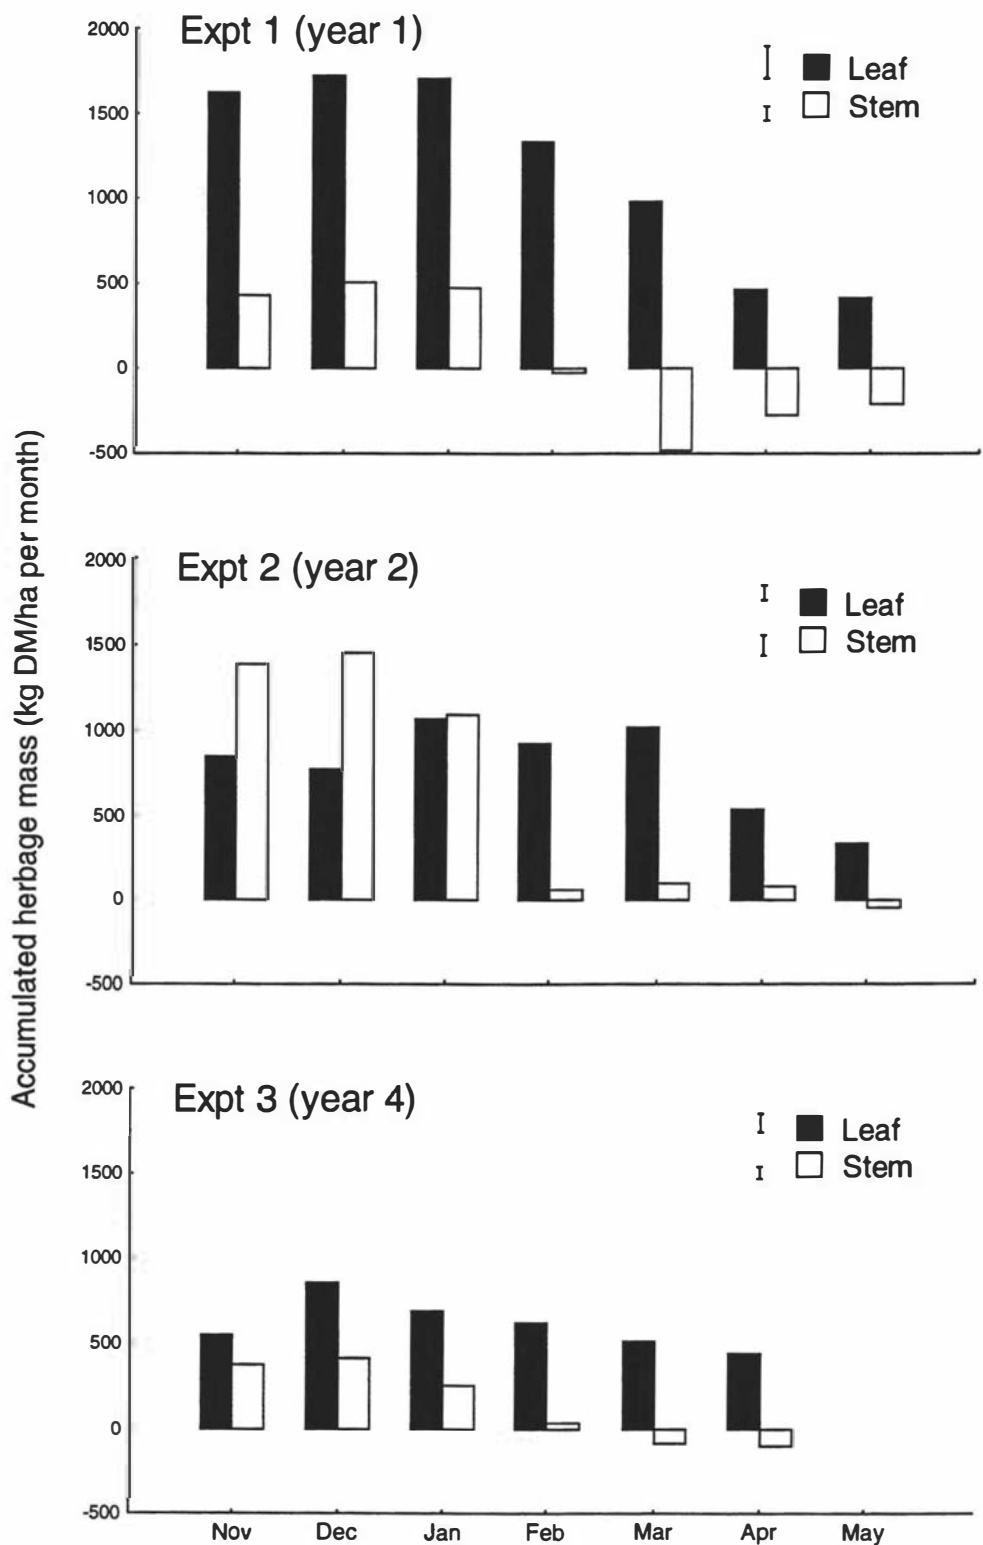 Accumulated herbage mass (kg DM/ha per month)
Expt 1 (year 1)
Leaf
Stem
2000
1500
1000
500
0
-500
Expt 2 (year 2)
Leaf
Stem
2000
1500
1000
500
0
-500
Expt 3 (year 4)
Leaf
Stem
2000
1500
1000
500
0
-500
Nov Dec Jan Feb Mar Apr May